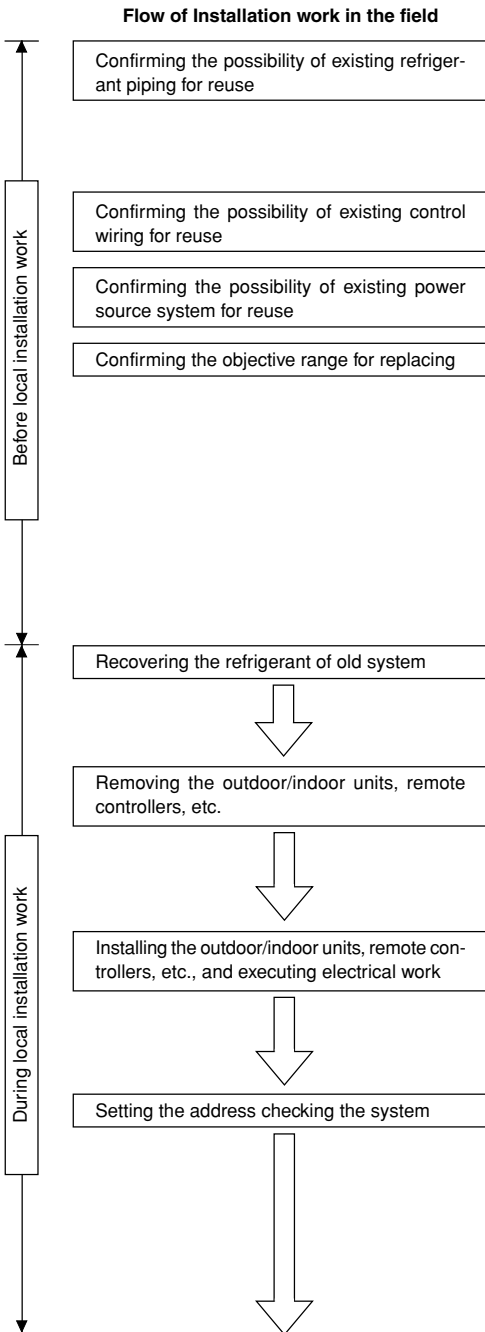 Flow of Installation work in the field
Confirming the possibility of existing refriger-
ant piping for reuse
Before local installation work
Confirming the possibility of existing control
wiring for reuse
Confirming the possibility of existing power
source system for reuse
Confirming the objective range for replacing
Recovering the refrigerant of old system
Removing the outdoor/indoor units, remote
controllers, etc.
During local installation work
Installing the outdoor/indoor units, remote con-
trollers, etc., and executing electrical work
Setting the address checking the system